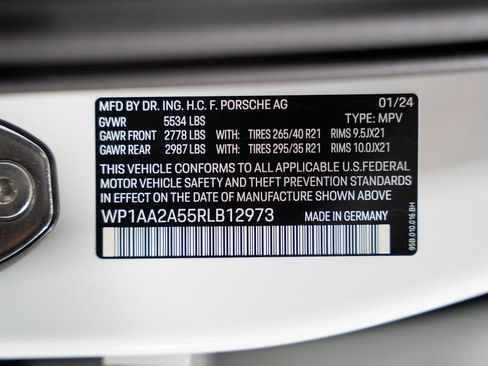 MFD BY DR. ING. H.C. F. PORSCHE AG 01/24
GVWR 5534 LBS TYPE: MPV
GAWR FRONT 2778 LBS WITH: TIRES 265/40 R21 RIMS 9.5JX21
GAWR REAR 2987 LBS WITH: TIRES 295/35 R21 RIMS 10.0JX21
THIS VEHICLE CONFORMS TO ALL APPLICABLE U.S.FEDERAL
MOTOR VEHICLE SAFETY AND THEFT PREVENTION STANDARDS
IN EFFECT ON THE DATE OF MANUFACTURE SHOWN ABOVE
WP1AA2A55RLB12973 MADE IN GERMANY
958.010.016.BH